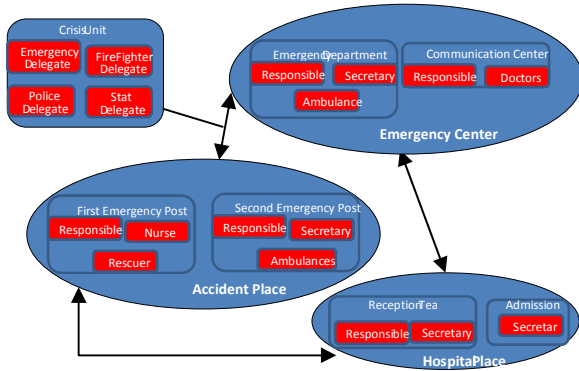 CrisisUnit
Emergency
Delegate
FireFighter
Delegate
Police
Delegate
Stat
Delegate
EmergencyDepartment
Responsible
Secretary
Ambulance
Communication Center
Responsible
Doctors
Emergency Center
First Emergency Post
Responsible
Nurse
Rescuer
Second Emergency Post
Responsible
Secretary
Ambulances
Accident Place
ReceptionTea
Responsible
Secretary
Admission
Secretar
HospitaPlace